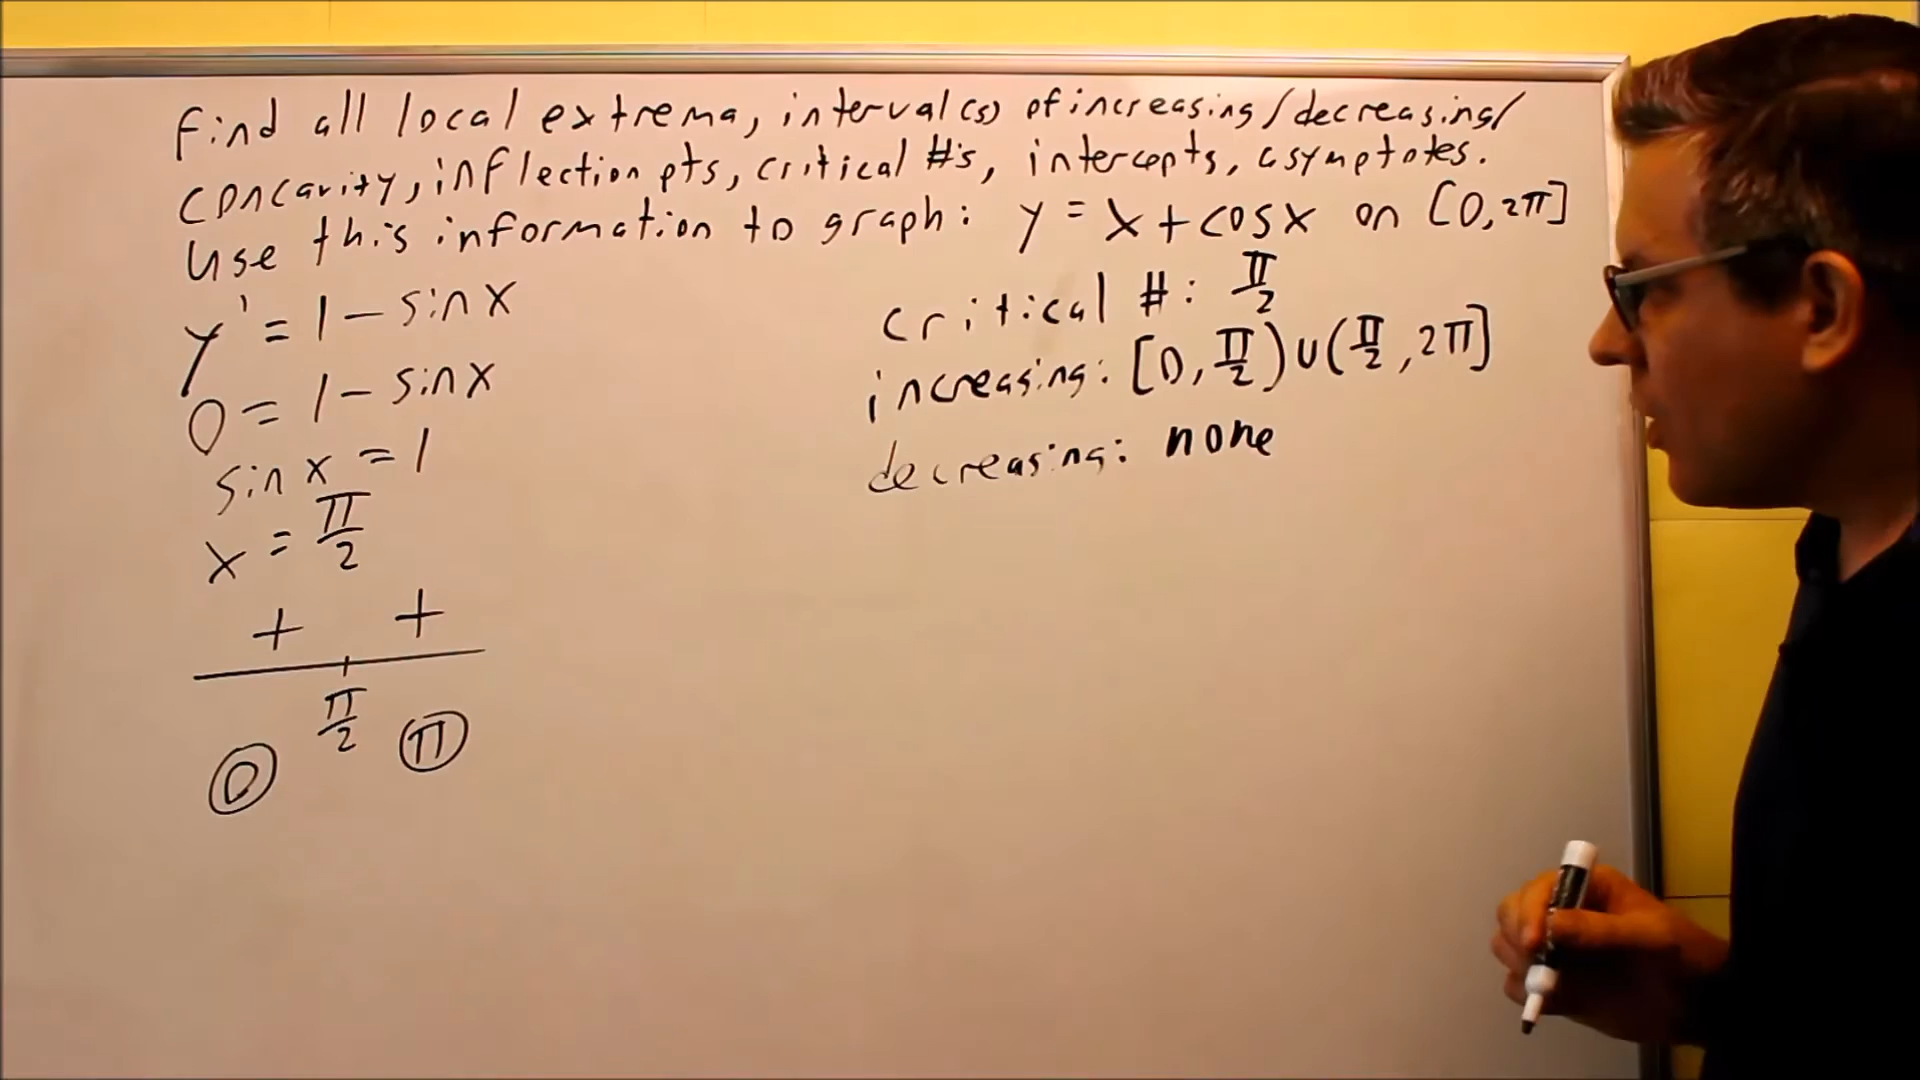 Find all local extrema, interval(s) of increasing/decreasing/
concavity, inflection pts, critical #'s, intercepts, asymptotes.
Use this information to graph: y = x + cos x on [0, 2π]
y' = 1 - sin x
0 = 1 - sin x
sin x = 1
x = π/2
+ +
π/2
0 π
critical #: π/2
increasing: [0, π/2) ∪ (π/2, 2π]
decreasing: none